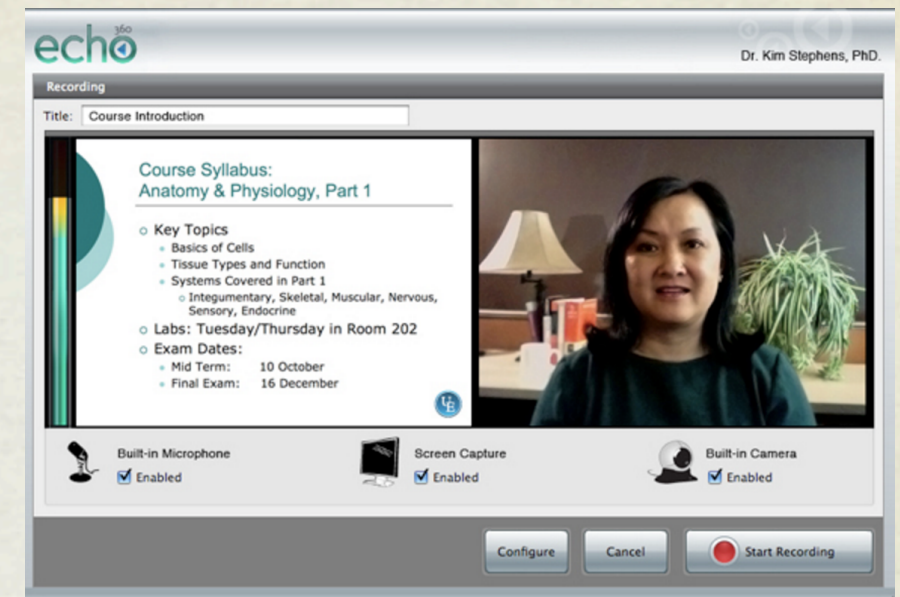 echo360
Dr. Kim Stephens, PhD.
Recording
Title: Course Introduction
Course Syllabus:
Anatomy & Physiology, Part 1
Key Topics
Basics of Cells
Tissue Types and Function
Systems Covered in Part 1
Integumentary, Skeletal, Muscular, Nervous,
Sensory, Endocrine
Labs: Tuesday/Thursday in Room 202
Exam Dates:
Mid Term: 10 October
Final Exam: 16 December
UE
Built-in Microphone
Enabled
Screen Capture
Enabled
Built-in Camera
Enabled
Configure
Cancel
Start Recording